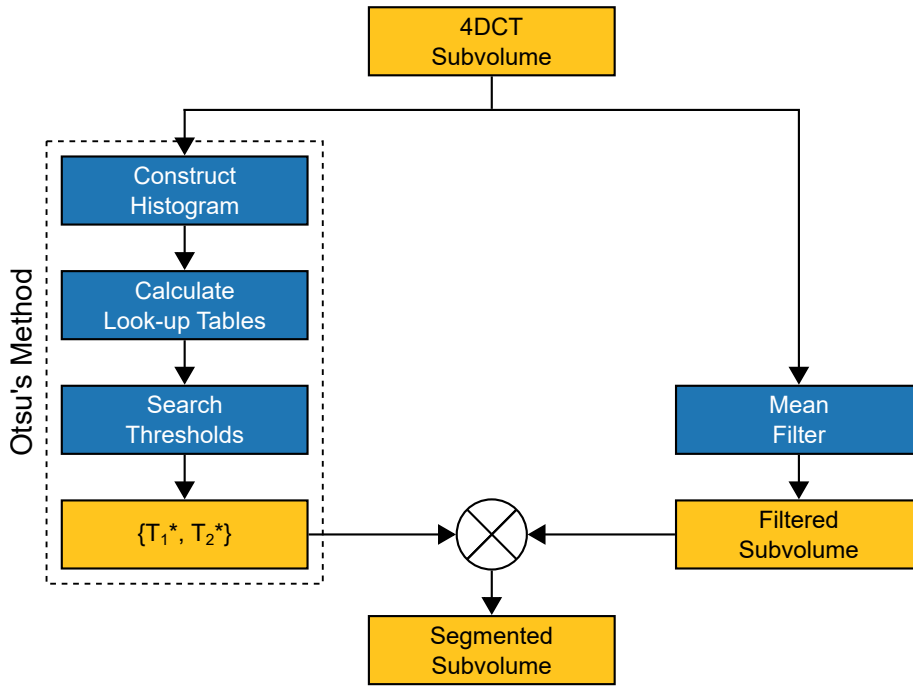 4DCT
Subvolume
Otsu's Method
Construct
Histogram
Calculate
Look-up Tables
Search
Thresholds
{T₁*, T₂*}
Mean
Filter
Filtered
Subvolume
Segmented
Subvolume